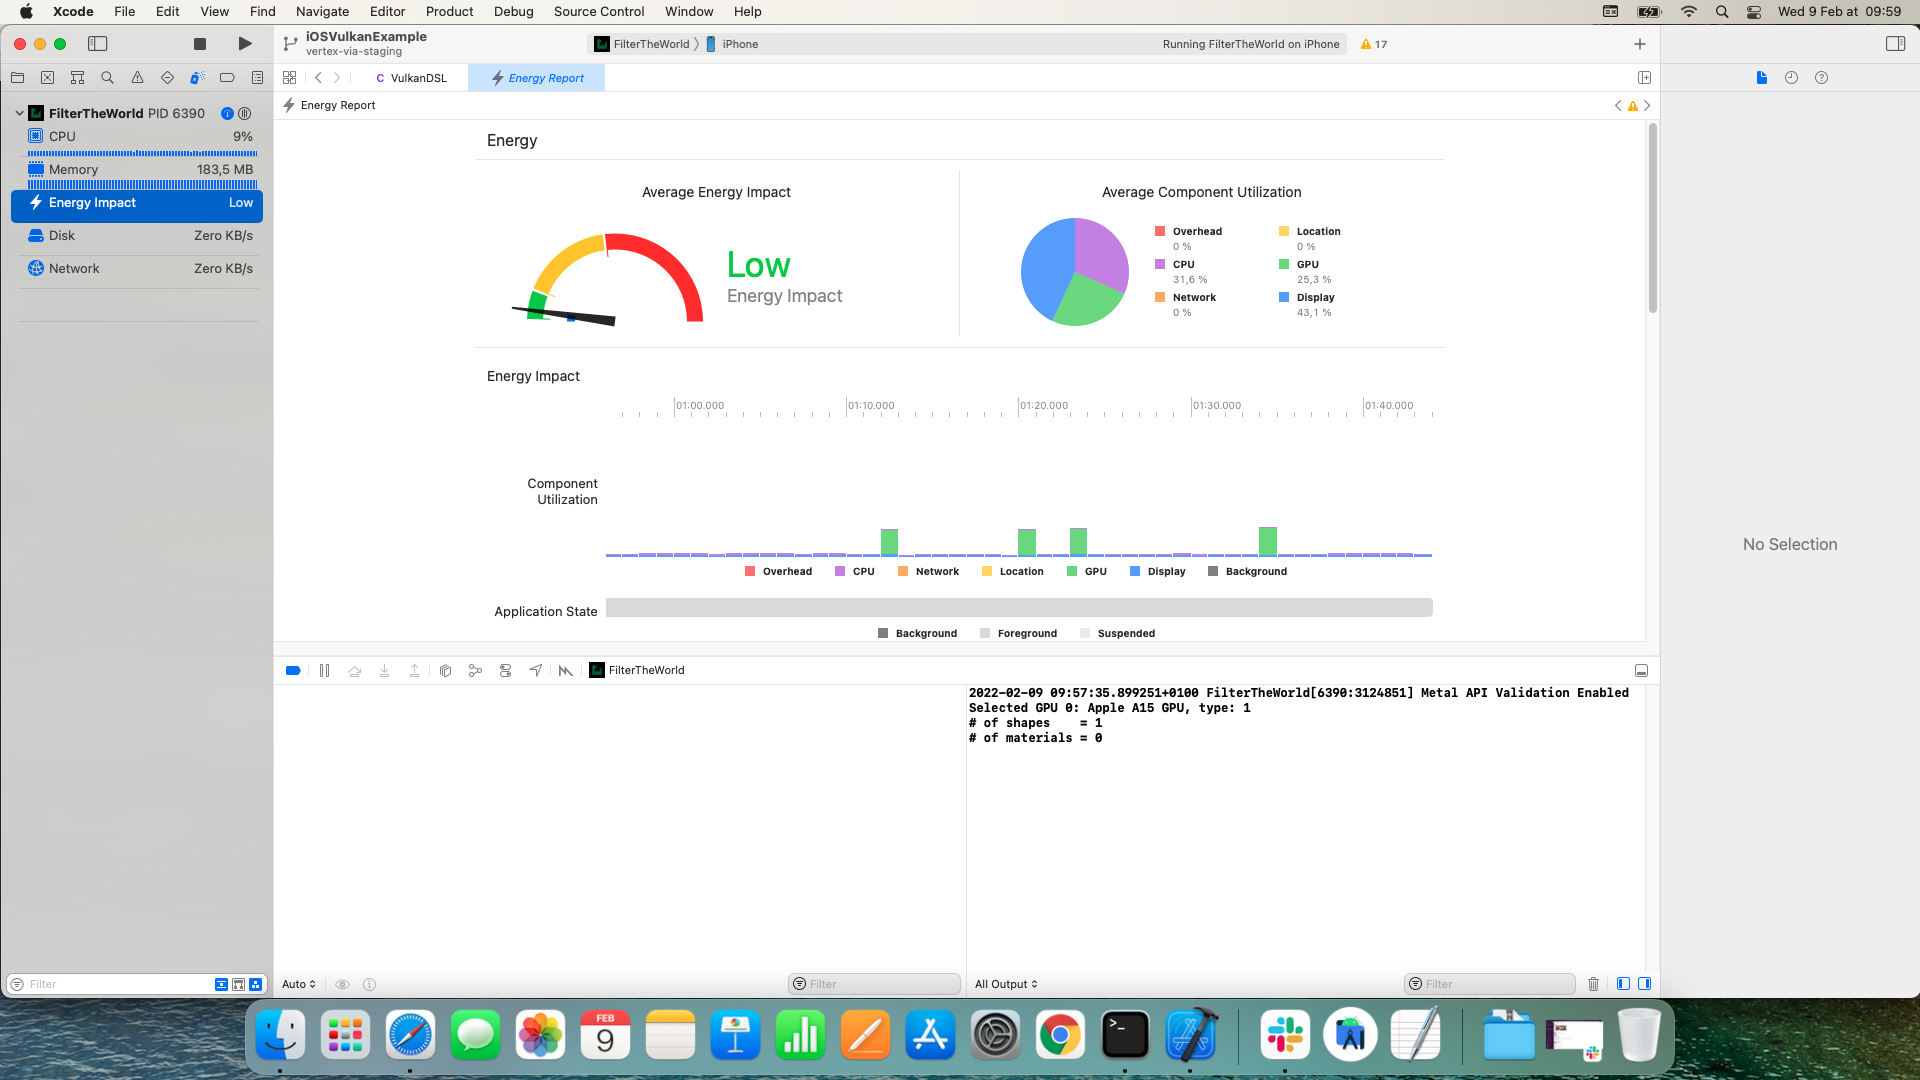 Xcode File Edit View Find Navigate Editor Product Debug Source Control Window Help
Wed 9 Feb at 09:59
iOSVulkanExample
vertex-via-staging
FilterTheWorld
iPhone
Running FilterTheWorld on iPhone
17
C VulkanDSL
Energy Report
Energy Report
FilterTheWorld PID 6390
CPU 9%
Memory 183,5 MB
Energy Impact Low
Disk Zero KB/s
Network Zero KB/s
Energy
Average Energy Impact
Low
Energy Impact
Average Component Utilization
Overhead
0 %
Location
0 %
CPU
31,6 %
GPU
25,3 %
Network
0 %
Display
43,1 %
Energy Impact
01:00.000 01:10.000 01:20.000 01:30.000 01:40.000
Component
Utilization
Overhead CPU Network Location GPU Display Background
Application State
Background Foreground Suspended
No Selection
FilterTheWorld
2022-02-09 09:57:35.899251+0100 FilterTheWorld[6390:3124851] Metal API Validation Enabled
Selected GPU 0: Apple A15 GPU, type: 1
# of shapes    = 1
# of materials = 0
Filter
Auto
Filter
All Output
Filter
FEB
9
>_